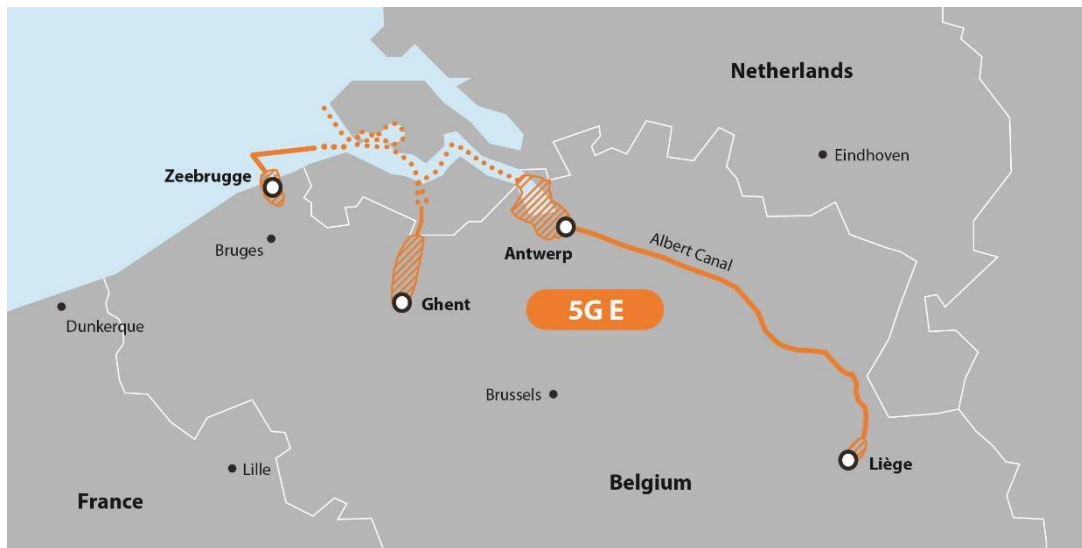 Netherlands
Eindhoven
Zeebrugge
Bruges
Antwerp
Albert Canal
Ghent
5G E
Dunkerque
Brussels
Lille
Liège
Belgium
France